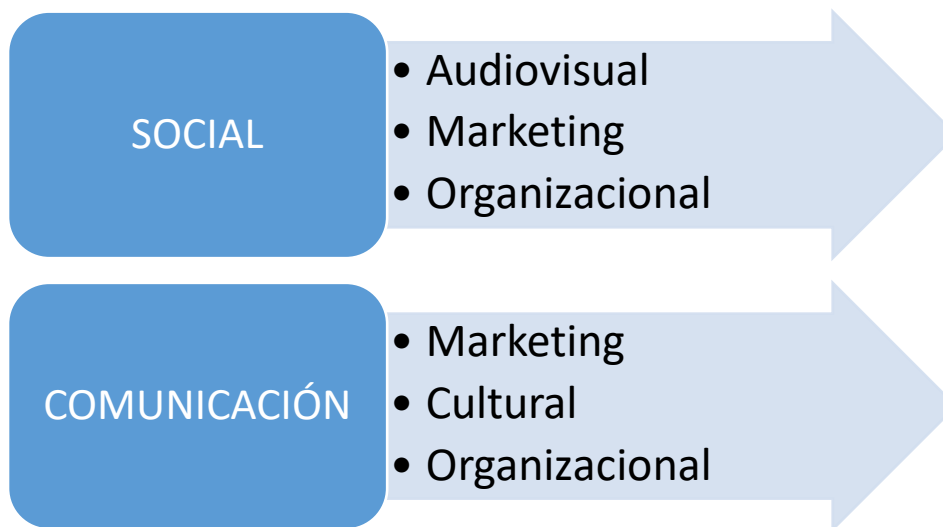 SOCIAL
• Audiovisual
• Marketing
• Organizacional
COMUNICACIÓN
• Marketing
• Cultural
• Organizacional